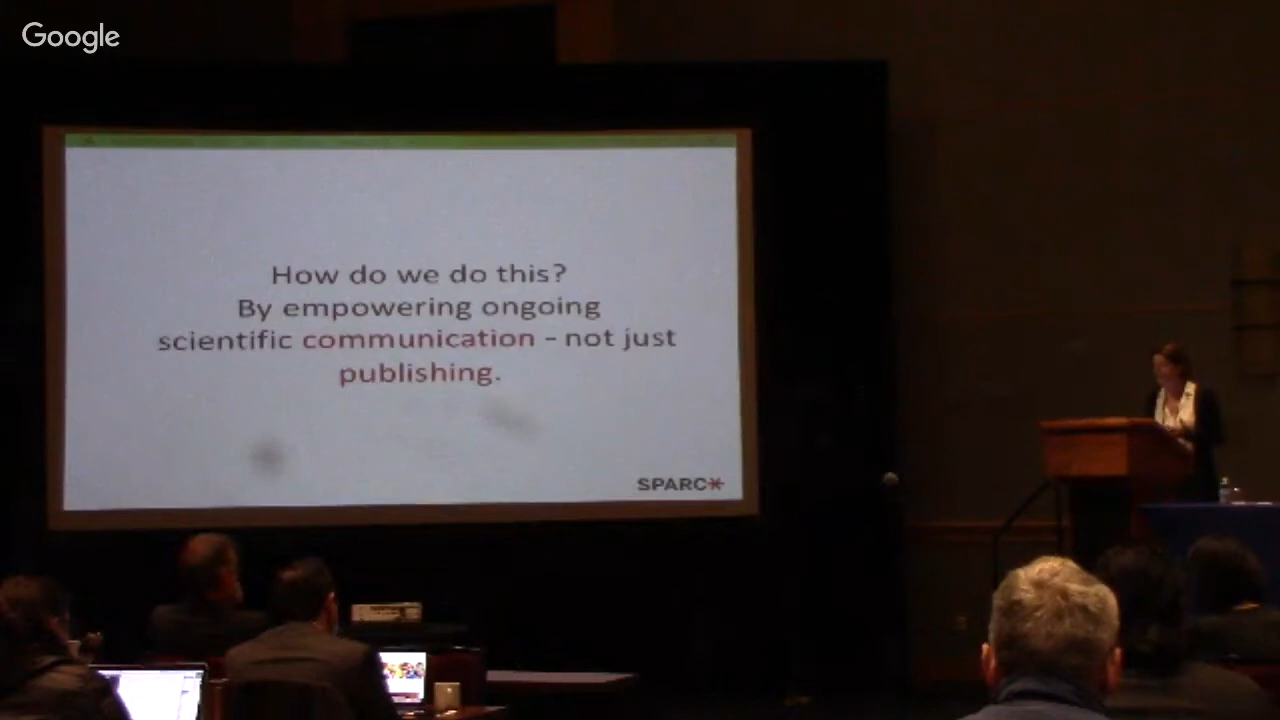 Google
How do we do this?
By empowering ongoing
scientific communication - not just
publishing.
SPARC